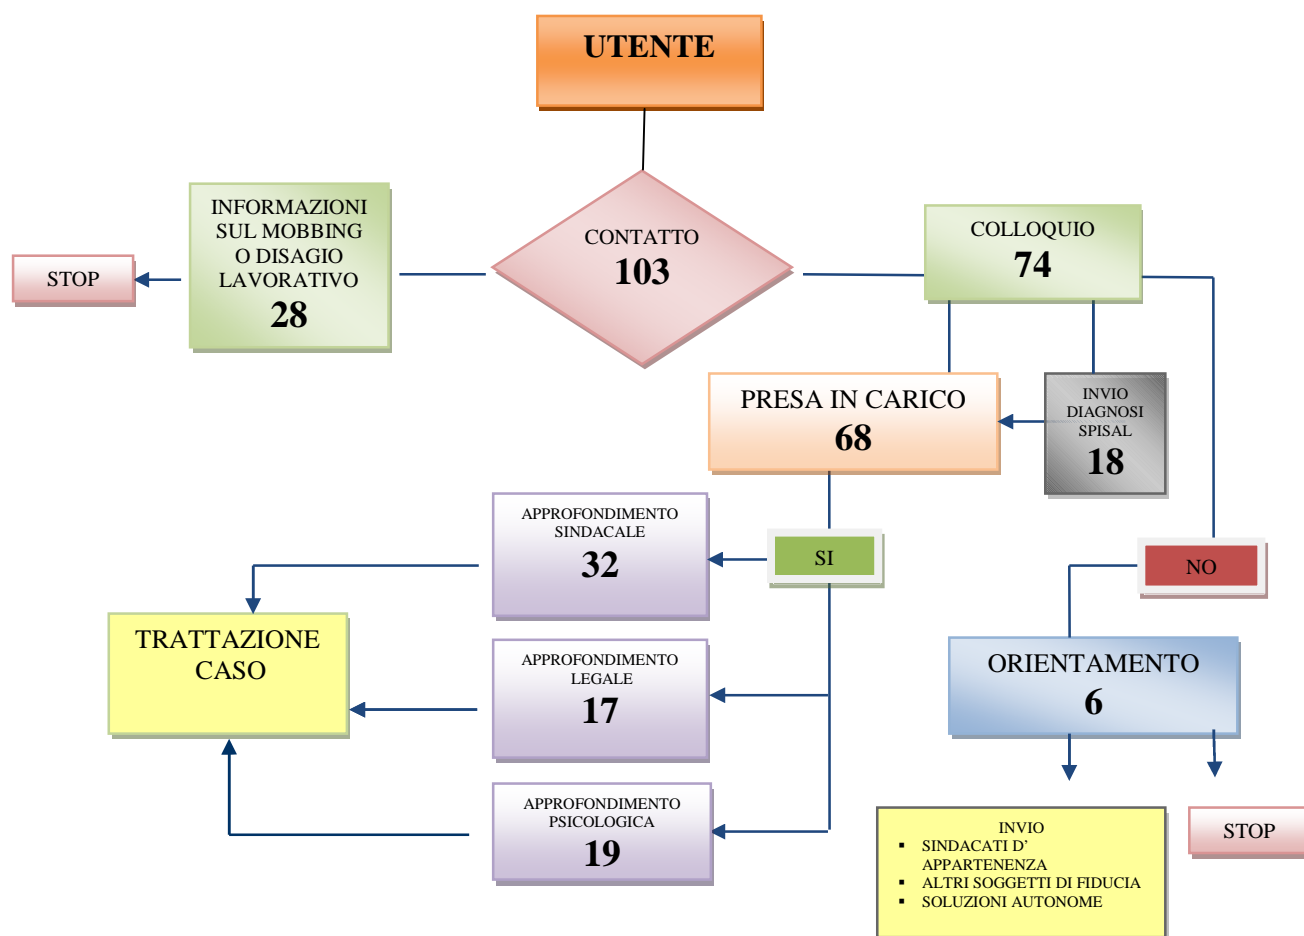 UTENTE
INFORMAZIONI
SUL MOBBING
O DISAGIO
LAVORATIVO
28
STOP
CONTATTO
103
COLLOQUIO
74
PRESA IN CARICO
68
INVIO
DIAGNOSI
SPISAL
18
APPROFONDIMENTO
SINDACALE
32
SI
NO
TRATTAZIONE
CASO
APPROFONDIMENTO
LEGALE
17
ORIENTAMENTO
6
APPROFONDIMENTO
PSICOLOGICA
19
INVIO
▪ SINDACATI D'
APPARTENENZA
▪ ALTRI SOGGETTI DI FIDUCIA
▪ SOLUZIONI AUTONOME
STOP